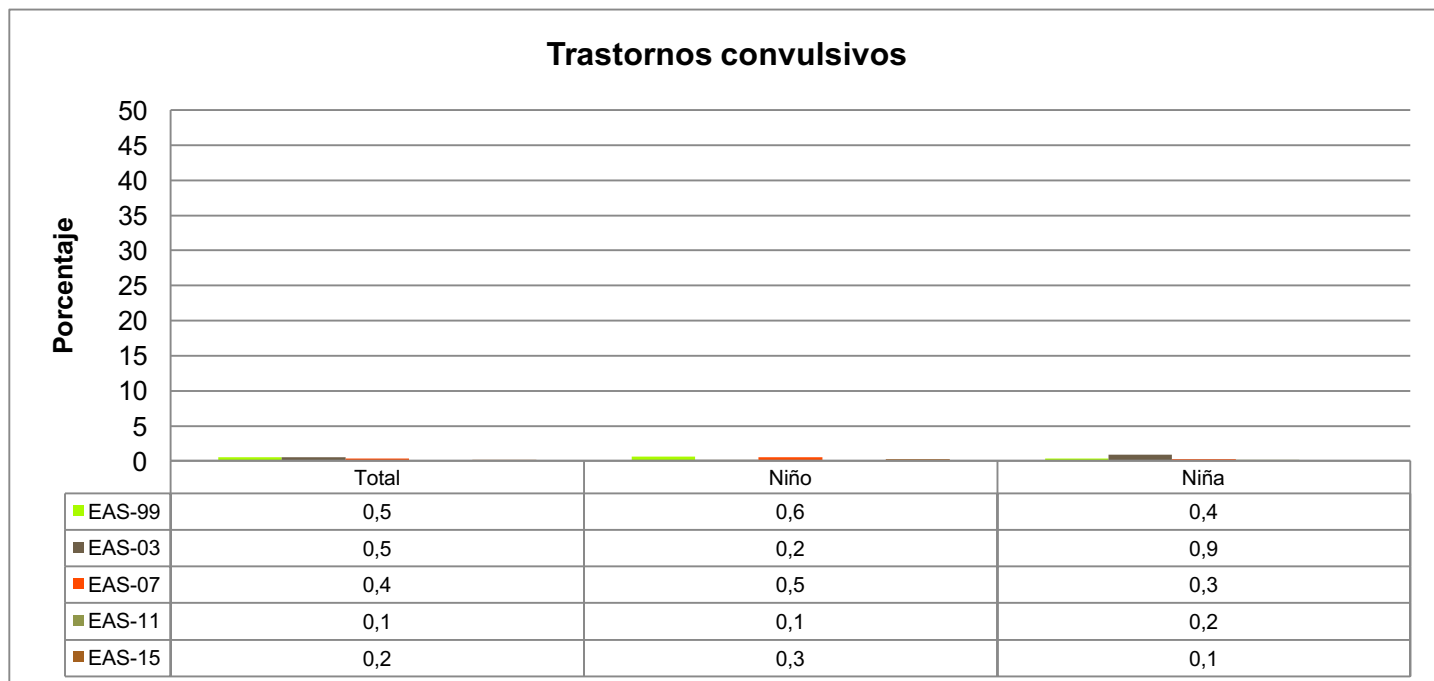 Trastornos convulsivos
Porcentaje
50
45
40
35
30
25
20
15
10
5
0
Total Niño Niña
EAS-99 0,5 0,6 0,4
EAS-03 0,5 0,2 0,9
EAS-07 0,4 0,5 0,3
EAS-11 0,1 0,1 0,2
EAS-15 0,2 0,3 0,1